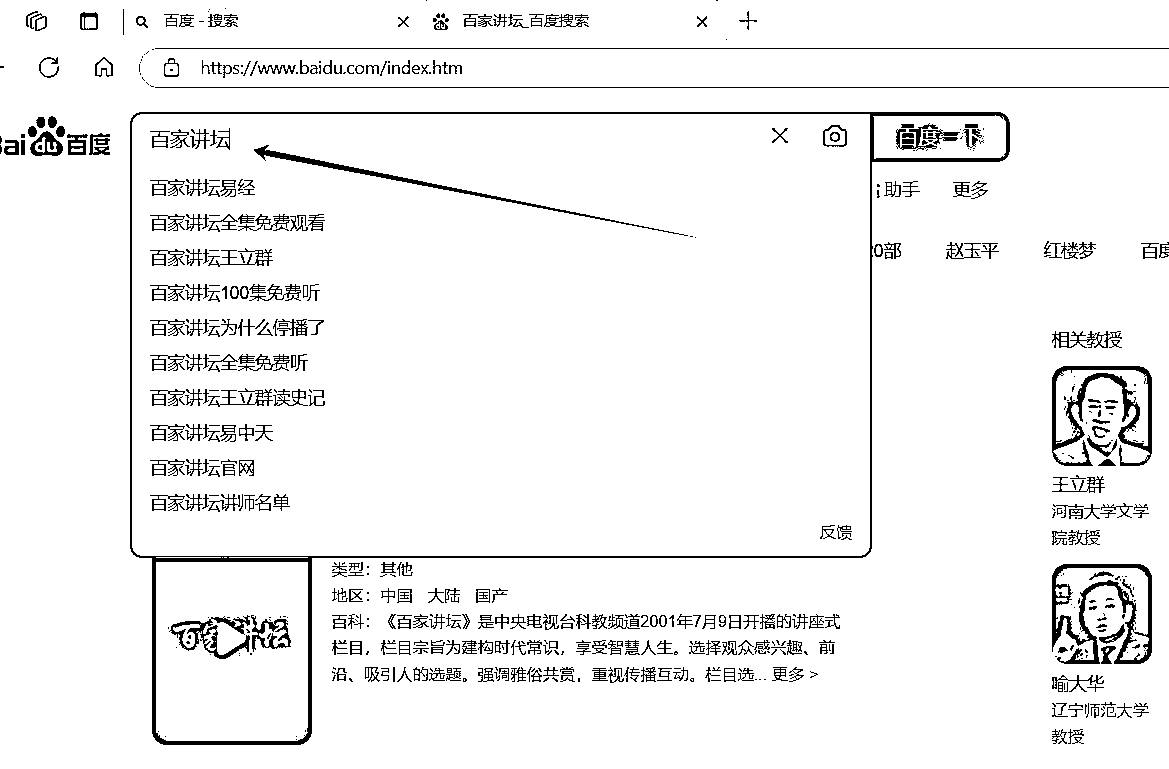 百度 - 搜索
百家讲坛_百度搜索
https://www.baidu.com/index.htm
Bai du 百度
百家讲坛
百度一下
助手
更多
百家讲坛易经
百家讲坛全集免费观看
百家讲坛王立群
百家讲坛100集免费听
百家讲坛为什么停播了
百家讲坛全集免费听
百家讲坛王立群读史记
百家讲坛易中天
百家讲坛官网
百家讲坛讲师名单
反馈
0部
赵玉平
红楼梦
百度
相关教授
王立群
河南大学文学
院教授
喻大华
辽宁师范大学
教授
类型：其他
地区：中国 大陆 国产
百科：《百家讲坛》是中央电视台科教频道2001年7月9日开播的讲座式
栏目，栏目宗旨为建构时代常识，享受智慧人生。选择观众感兴趣、前
沿、吸引人的选题。强调雅俗共赏，重视传播互动。栏目选... 更多 >
百家讲坛